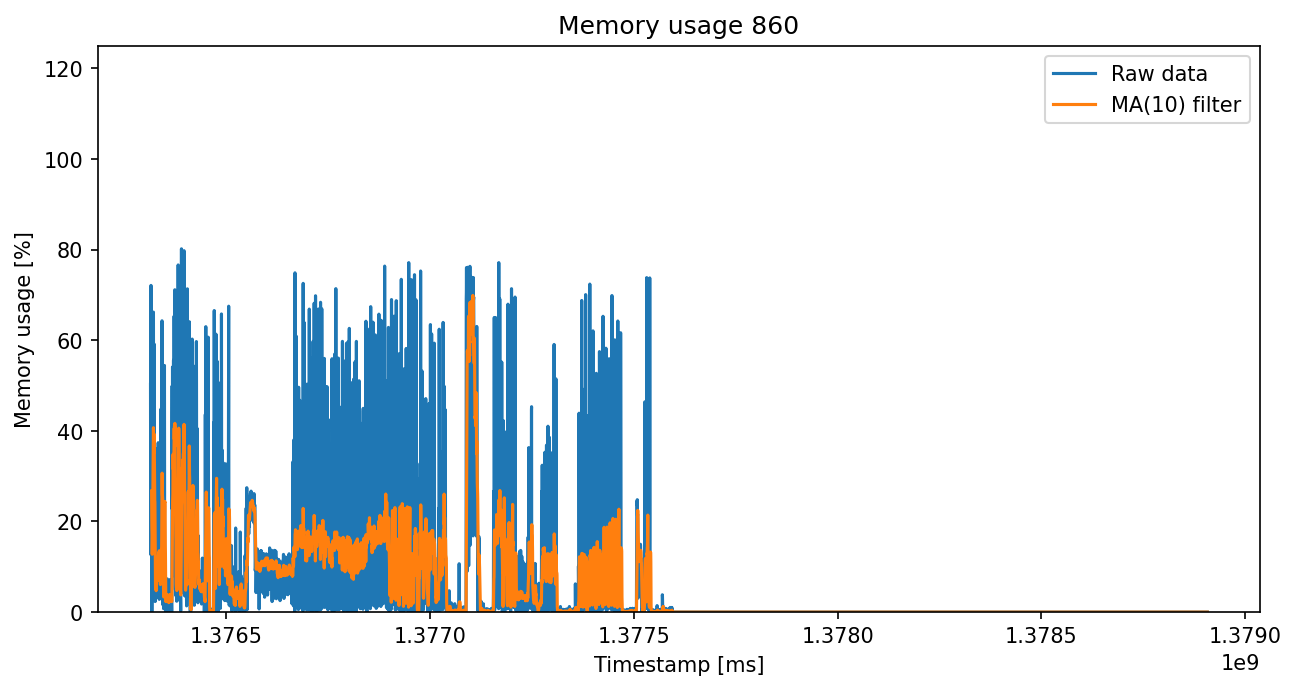 Memory usage 860
Raw data
MA(10) filter
Memory usage [%]
120
100
80
60
40
20
0
1.3765 1.3770 1.3775 1.3780 1.3785 1.3790
1e9
Timestamp [ms]